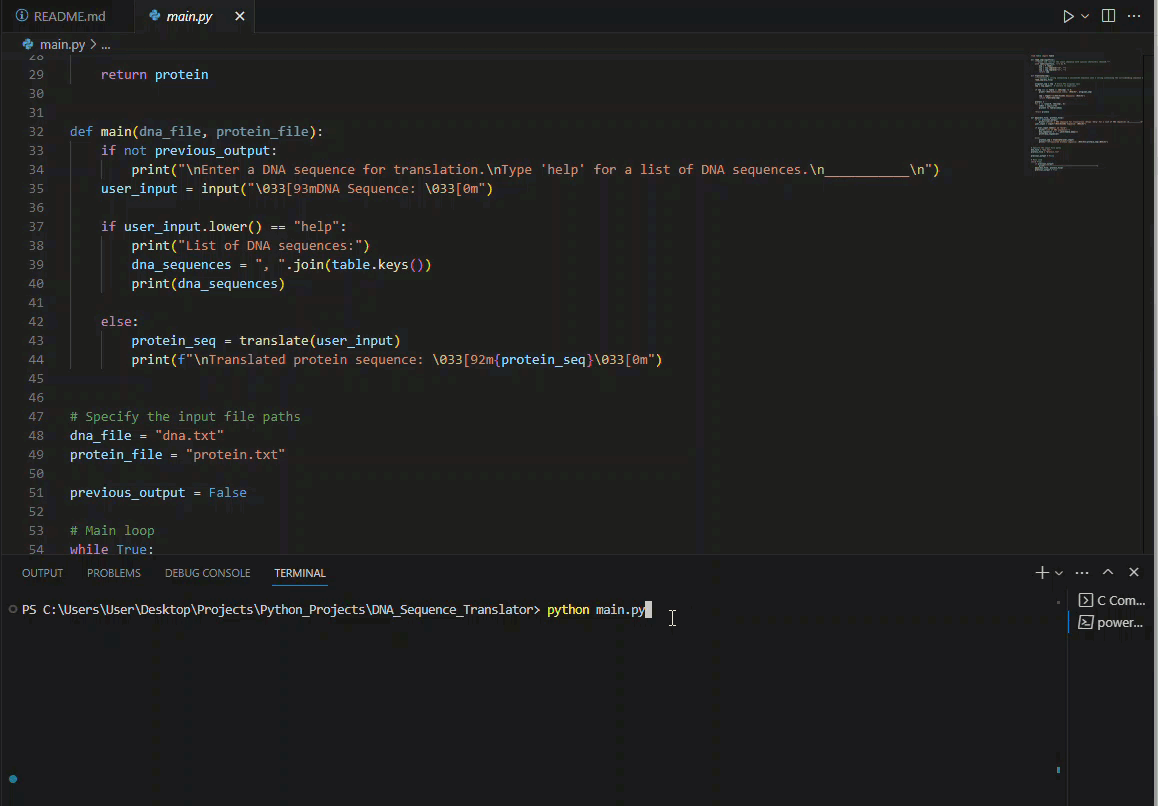 README.md
main.py
main.py > ...
28
29 return protein
30
31
32 def main(dna_file, protein_file):
33 if not previous_output:
34 print("\nEnter a DNA sequence for translation.\nType 'help' for a list of DNA sequences.\n___________\n")
35 user_input = input("\033[93mDNA Sequence: \033[0m")
36
37 if user_input.lower() == "help":
38 print("List of DNA sequences:")
39 dna_sequences = ", ".join(table.keys())
40 print(dna_sequences)
41
42 else:
43 protein_seq = translate(user_input)
44 print(f"\nTranslated protein sequence: \033[92m{protein_seq}\033[0m")
45
46
47 # Specify the input file paths
48 dna_file = "dna.txt"
49 protein_file = "protein.txt"
50
51 previous_output = False
52
53 # Main loop
54 while True:
OUTPUT PROBLEMS DEBUG CONSOLE TERMINAL
PS C:\Users\User\Desktop\Projects\Python_Projects\DNA_Sequence_Translator> python main.py
C Com...
power...